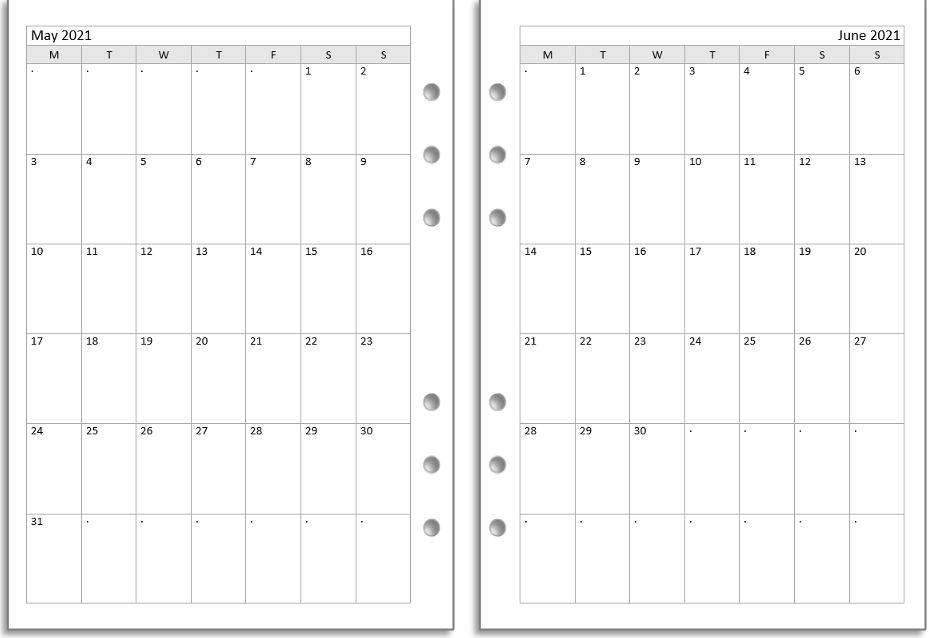 May 2021
M T W T F S S
· · · · · 1 2
3 4 5 6 7 8 9
10 11 12 13 14 15 16
17 18 19 20 21 22 23
24 25 26 27 28 29 30
31 · · · · · ·
June 2021
M T W T F S S
· 1 2 3 4 5 6
7 8 9 10 11 12 13
14 15 16 17 18 19 20
21 22 23 24 25 26 27
28 29 30 · · · ·
· · · · · · ·